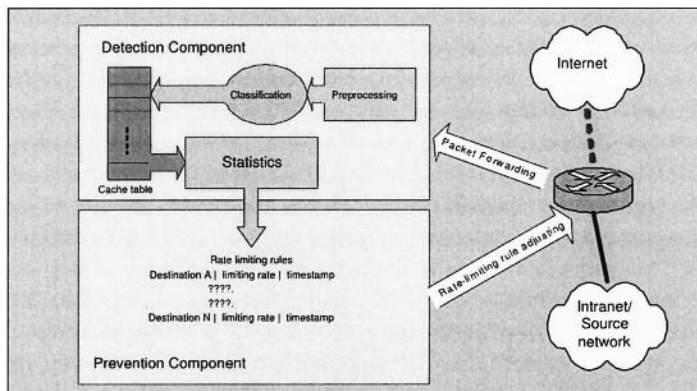 Detection Component
Classification
Preprocessing
Statistics
Cache table
Rate limiting rules
Destination A | limiting rate | timestamp
????.
????.
Destination N | limiting rate | timestamp
Prevention Component
Packet Forwarding
Rate-limiting rule adjusting
Internet
Intranet/
Source
network